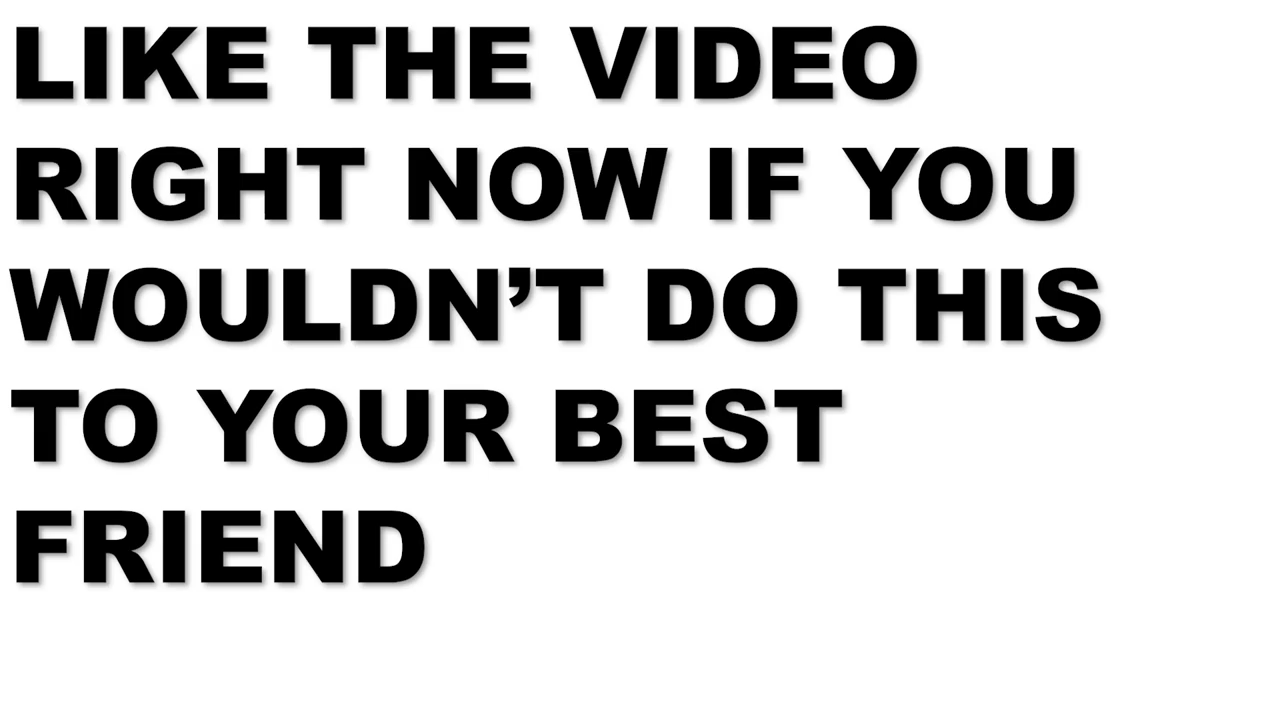 LIKE THE VIDEO
RIGHT NOW IF YOU
WOULDN’T DO THIS
TO YOUR BEST
FRIEND